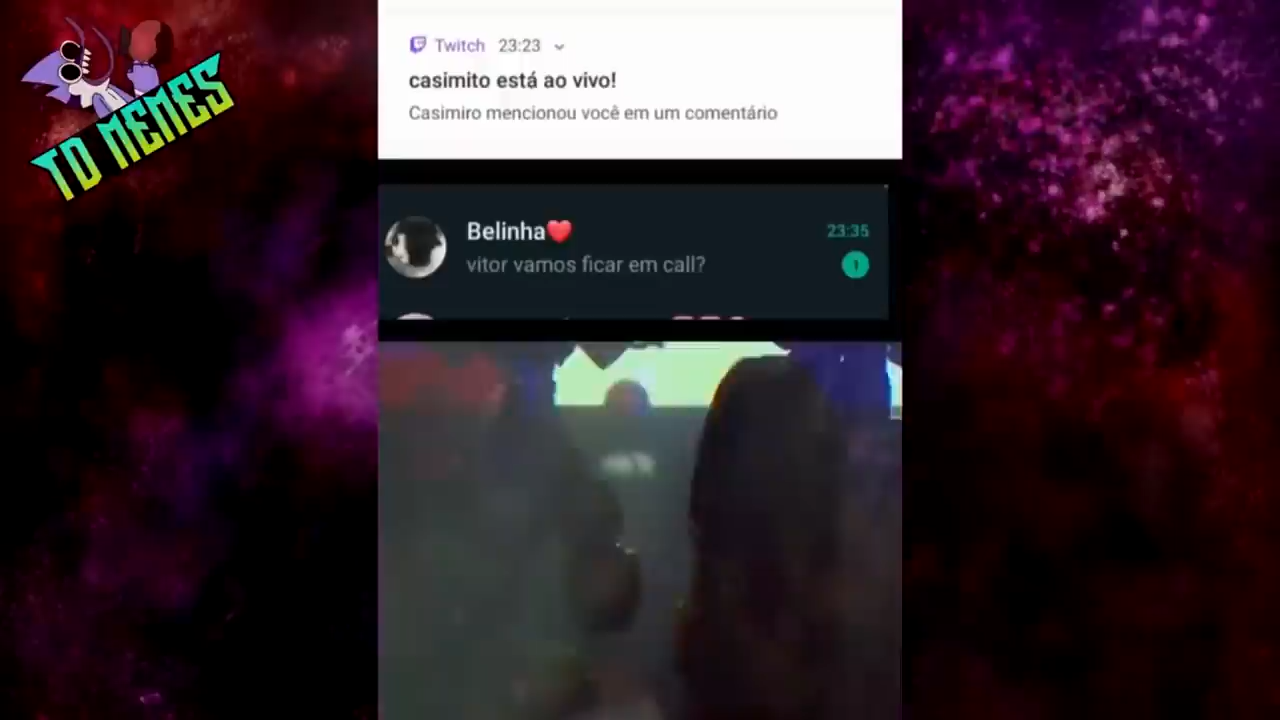 TD MEMES
Twitch 23:23
casimito está ao vivo!
Casimiro mencionou você em um comentário
Belinha❤️ 23:35
vitor vamos ficar em call? 1